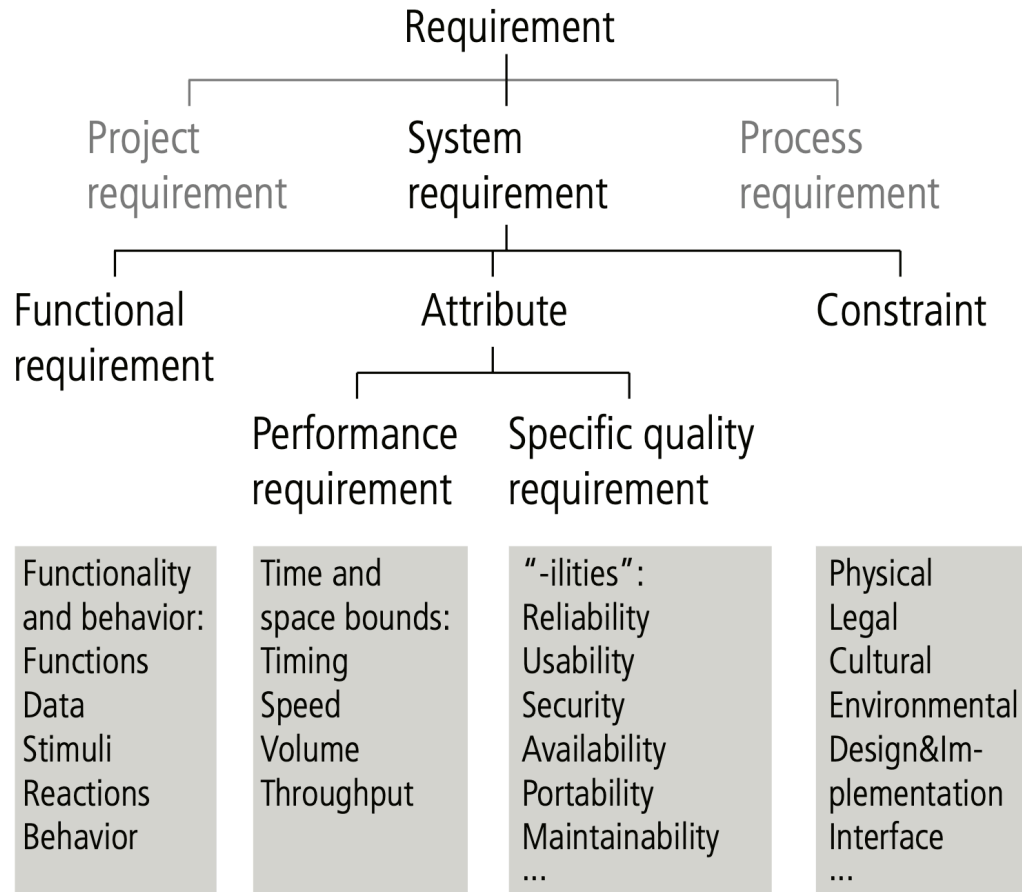 Requirement
Project
requirement
System
requirement
Process
requirement
Functional
requirement
Attribute
Constraint
Performance
requirement
Specific quality
requirement
Functionality
and behavior:
Functions
Data
Stimuli
Reactions
Behavior
Time and
space bounds:
Timing
Speed
Volume
Throughput
“-ilities”:
Reliability
Usability
Security
Availability
Portability
Maintainability
...
Physical
Legal
Cultural
Environmental
Design&Im-
plementation
Interface
...